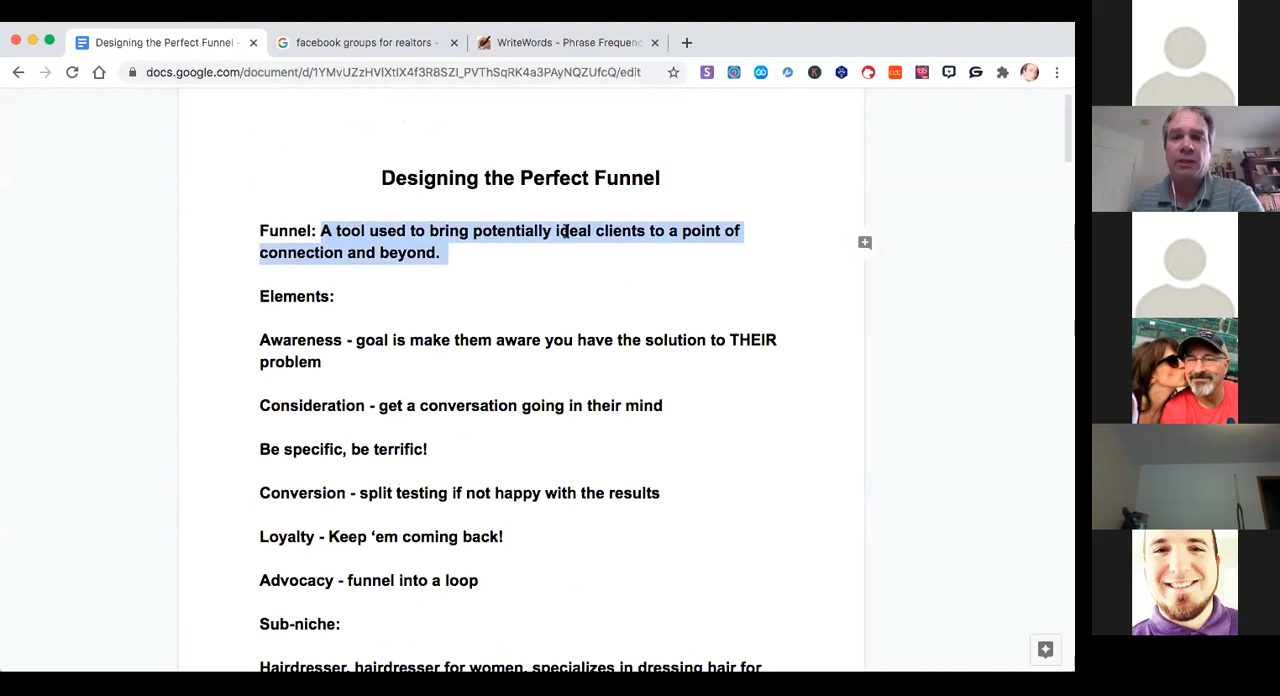 Designing the Perfect Funnel -
facebook groups for realtors -
WriteWords - Phrase Frequenc
docs.google.com/document/d/1YMvUZzHVIXtIX4f3R8SZI_PVThSqRK4a3PAyNQZUfcQ/edit
Designing the Perfect Funnel
Funnel: A tool used to bring potentially ideal clients to a point of
connection and beyond.
Elements:
Awareness - goal is make them aware you have the solution to THEIR
problem
Consideration - get a conversation going in their mind
Be specific, be terrific!
Conversion - split testing if not happy with the results
Loyalty - Keep ‘em coming back!
Advocacy - funnel into a loop
Sub-niche:
Hairdresser, hairdresser for women, specializes in dressing hair for